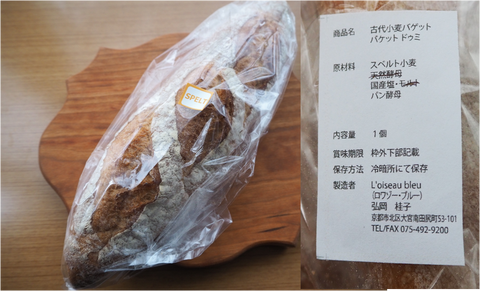 SPELT
商品名 古代小麦バゲット
バケット ドゥミ
原材料 スペルト小麦
天然酵母
国産塩・モルト
パン酵母
内容量 1個
賞味期限 枠外下部記載
保存方法 冷暗所にて保存
製造者 L'oiseau bleu
(ロワゾー・ブルー)
弘岡 桂子
京都市北区大宮南田尻町53-101
TEL/FAX 075-492-9200